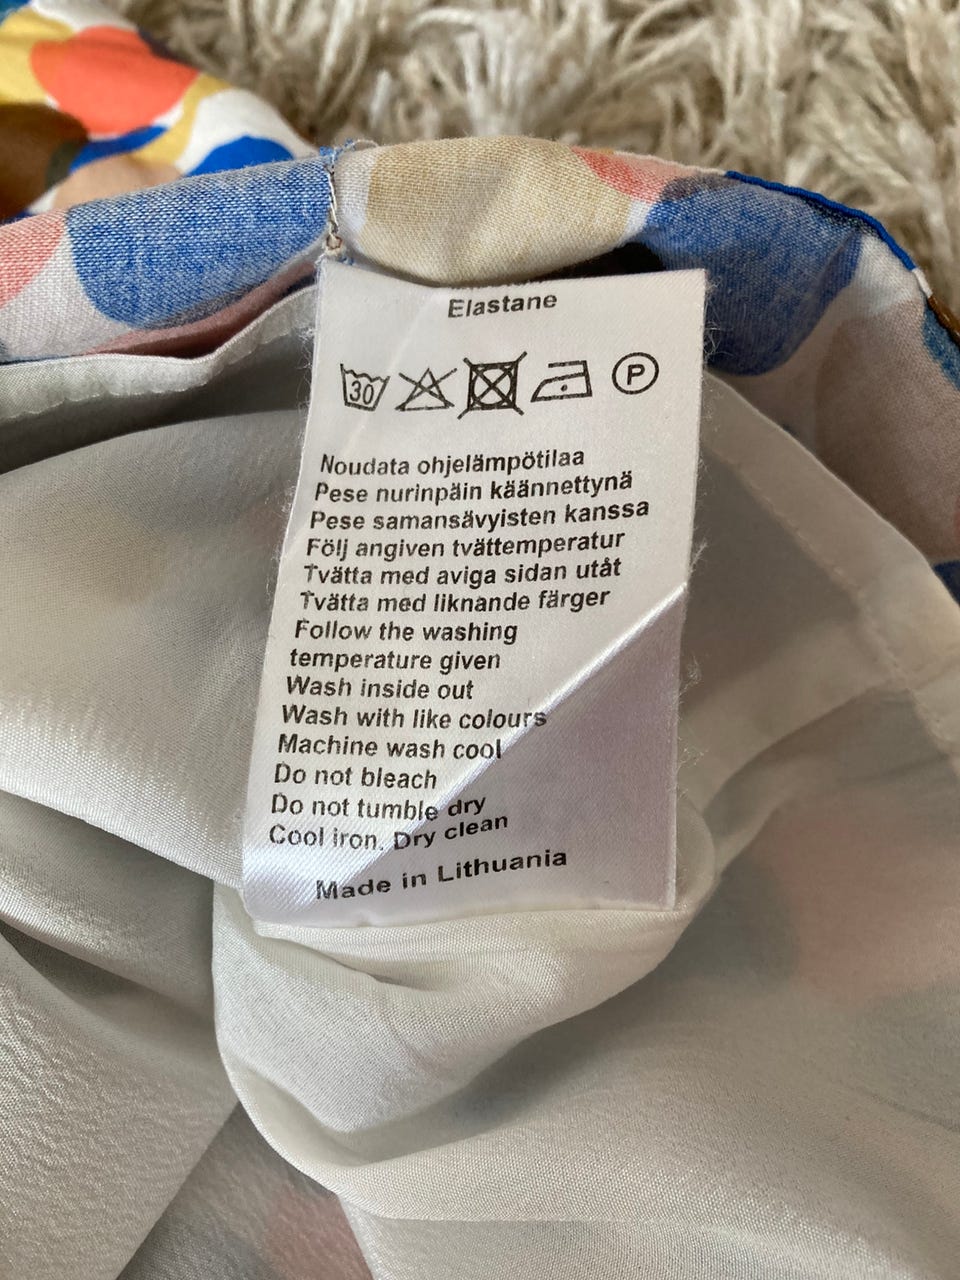 Elastane
30 P
Noudata ohjelämpötilaa
Pese nurinpäin käännettynä
Pese samansävyisten kanssa
Följ angiven tvättemperatur
Tvätta med aviga sidan utåt
Tvätta med liknande färger
Follow the washing
temperature given
Wash inside out
Wash with like colours
Machine wash cool
Do not bleach
Do not tumble dry
Cool iron. Dry clean
Made in Lithuania